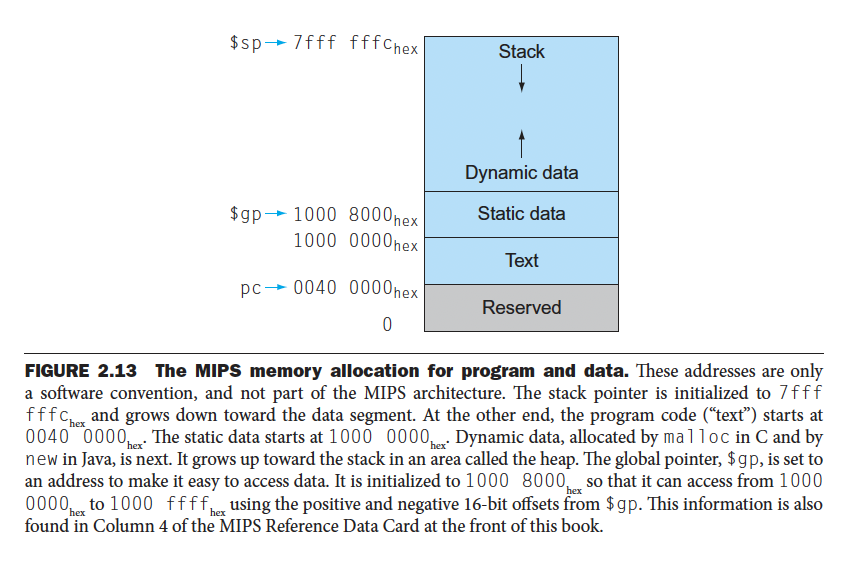 $sp→ 7fff fffc hex
Stack
Dynamic data
$gp→ 1000 8000 hex
Static data
1000 0000 hex
Text
pc→ 0040 0000 hex
Reserved
0
FIGURE 2.13 The MIPS memory allocation for program and data. These addresses are only
a software convention, and not part of the MIPS architecture. The stack pointer is initialized to 7fff
fffc hex and grows down toward the data segment. At the other end, the program code (“text”) starts at
0040 0000 hex. The static data starts at 1000 0000 hex. Dynamic data, allocated by malloc in C and by
new in Java, is next. It grows up toward the stack in an area called the heap. The global pointer, $gp, is set to
an address to make it easy to access data. It is initialized to 1000 8000 hex so that it can access from 1000
0000 hex to 1000 ffff hex using the positive and negative 16-bit offsets from $gp. This information is also
found in Column 4 of the MIPS Reference Data Card at the front of this book.